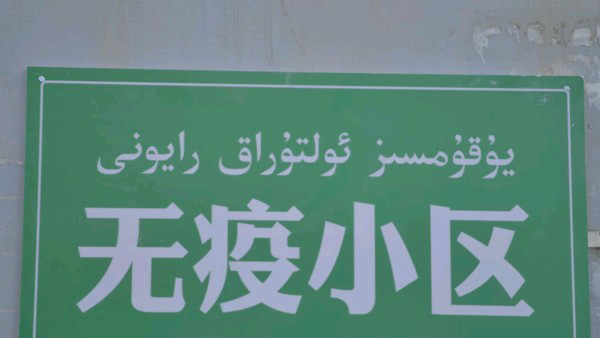 يۇقۇمسىز ئولتۇراق رايونى
无疫小区